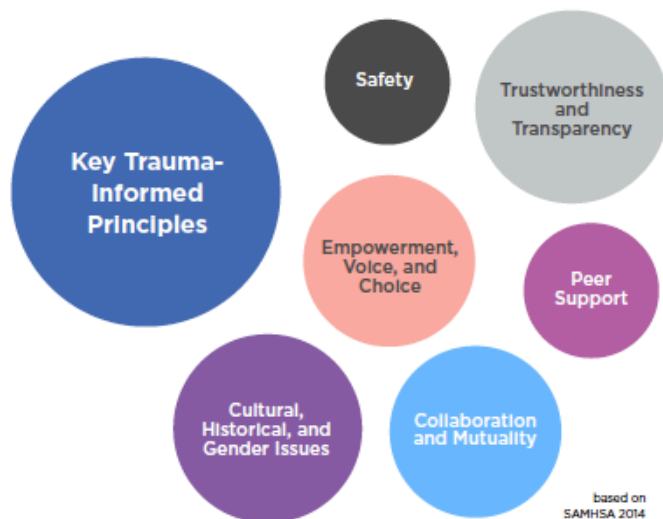 Key Trauma-
Informed
Principles
Safety
Trustworthiness
and
Transparency
Empowerment,
Voice, and
Choice
Peer
Support
Cultural,
Historical, and
Gender Issues
Collaboration
and Mutuality
based on
SAMHSA 2014